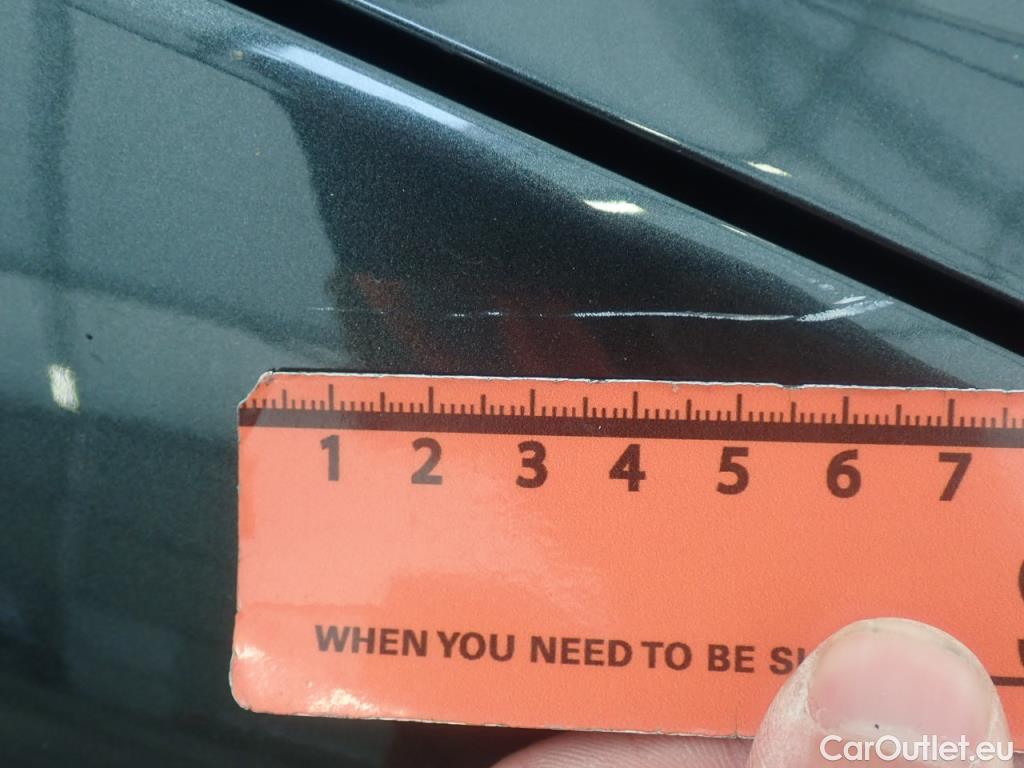 1 2 3 4 5 6 7
WHEN YOU NEED TO BE
CarOutlet.eu